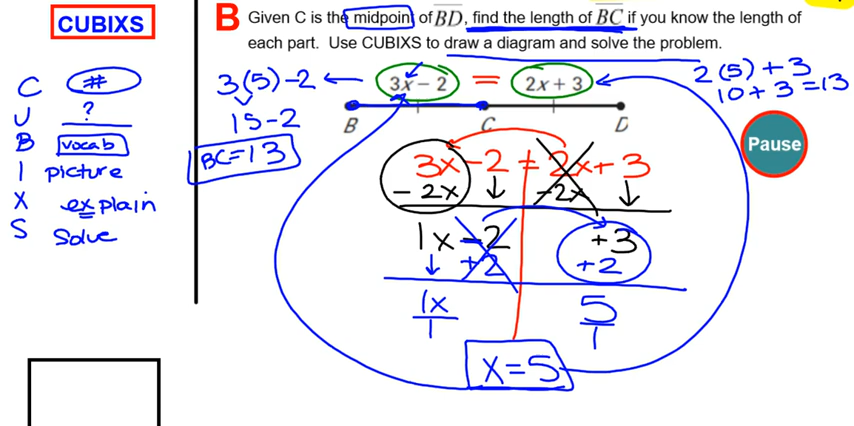 CUBIXS
C #
U ?
B vocab
I picture
X explain
S Solve
B Given C is the midpoint of BD, find the length of BC if you know the length of
each part. Use CUBIXS to draw a diagram and solve the problem.
3(5)-2 ← 3x − 2 = 2x + 3
2(5)+3
10+3=13
15-2
BC=13
B C D
Pause
3x-2=2x+3
-2x ↓ -2x ↓
1x-2 +3
↓ +2 +2
1x/1 5/1
x=5